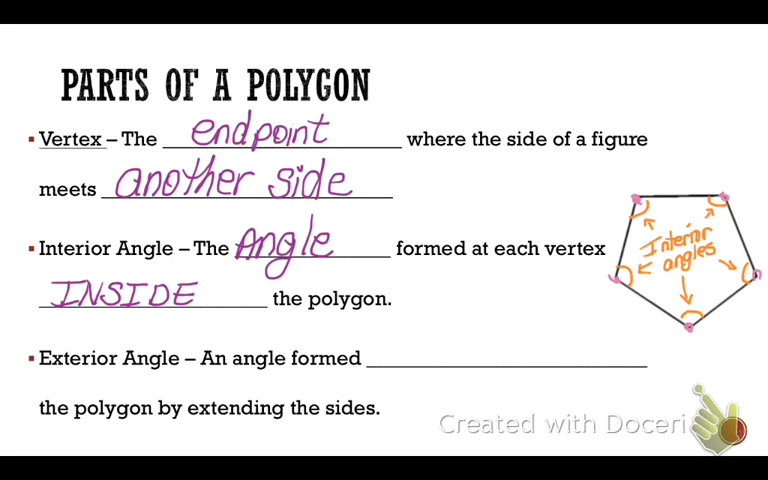 PARTS OF A POLYGON
▪ Vertex – The endpoint where the side of a figure
meets another side
▪ Interior Angle – The Angle formed at each vertex
INSIDE the polygon.
Interior
angles
▪ Exterior Angle – An angle formed ____________________
the polygon by extending the sides.
Created with Doceri